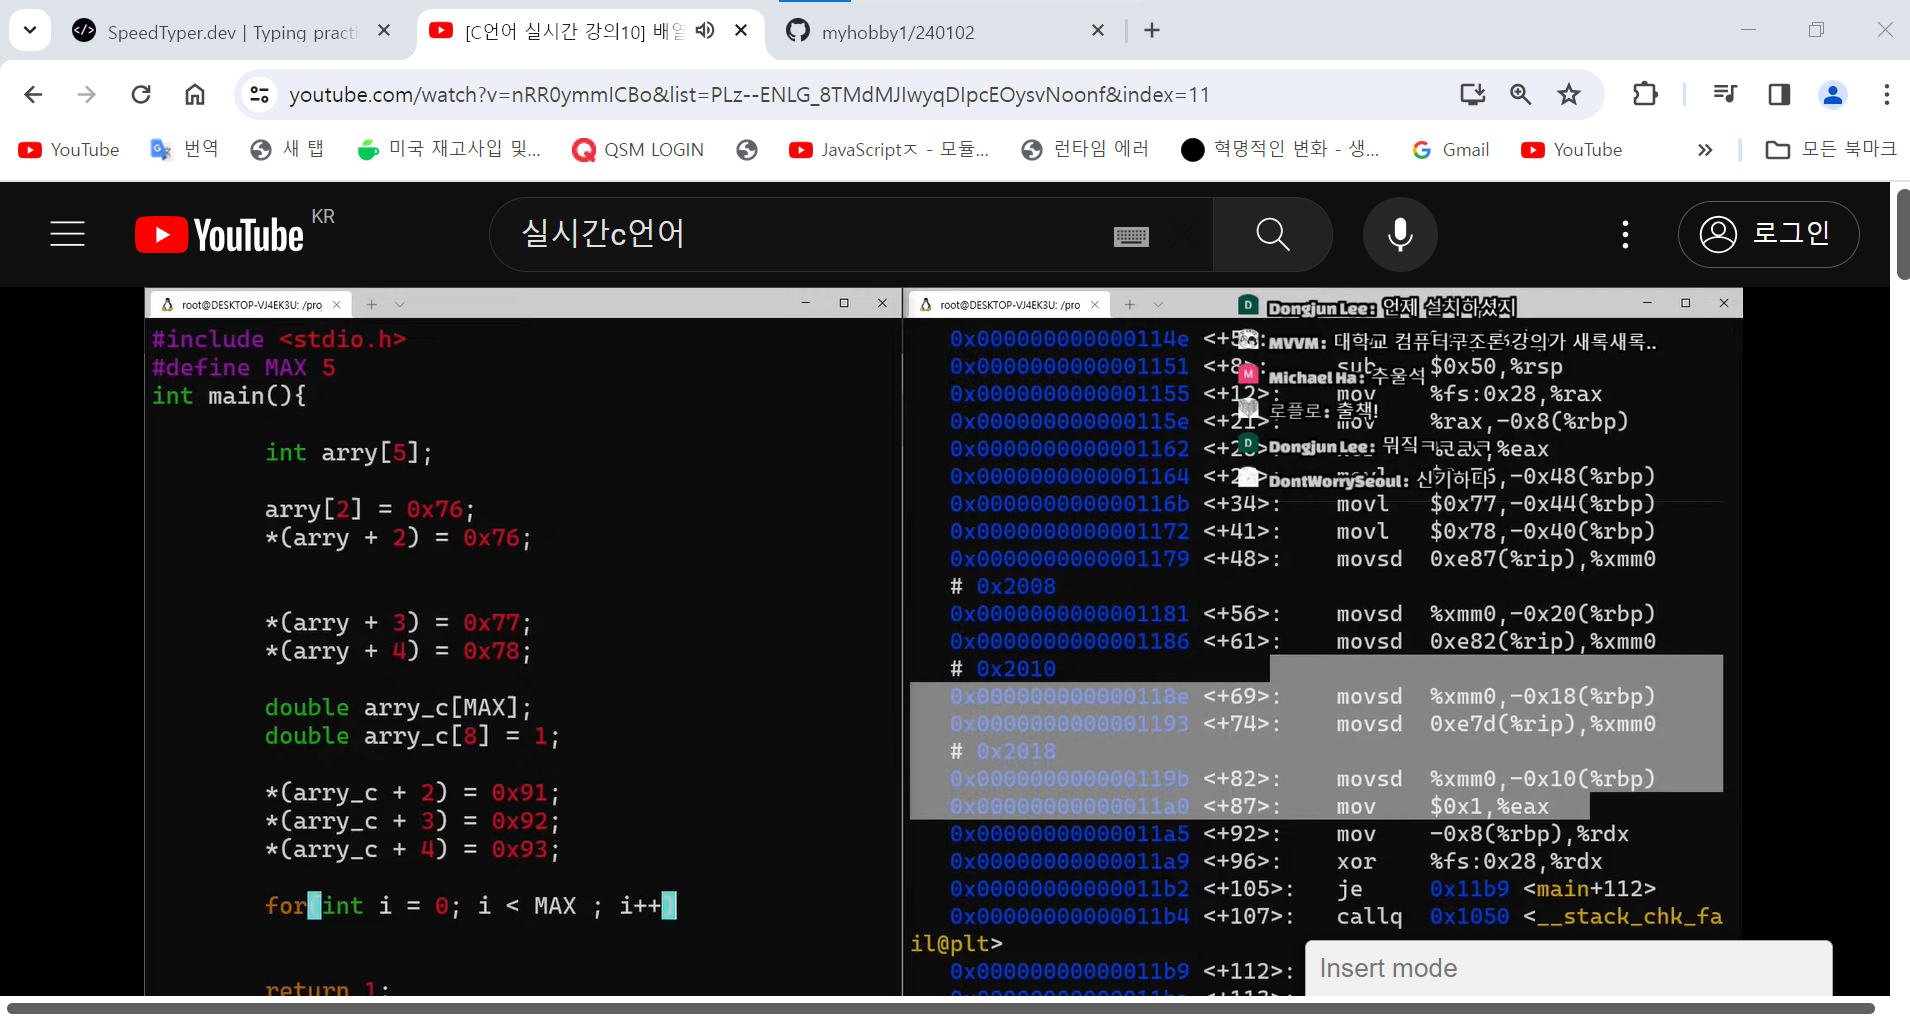 SpeedTyper.dev | Typing practi
[C언어 실시간 강의10] 배열
myhobby1/240102
youtube.com/watch?v=nRR0ymmICBo&list=PLz--ENLG_8TMdMJIwyqDIpcEOysvNoonf&index=11
YouTube
번역
새 탭
미국 재고사입 및...
QSM LOGIN
JavaScriptㅈ - 모듈...
런타임 에러
혁명적인 변화 - 생...
Gmail
YouTube
»
모든 북마크
YouTube KR
실시간c언어
로그인
root@DESKTOP-VJ4EK3U: /pro
#include <stdio.h>
#define MAX 5
int main(){
int arry[5];
arry[2] = 0x76;
*(arry + 2) = 0x76;
*(arry + 3) = 0x77;
*(arry + 4) = 0x78;
double arry_c[MAX];
double arry_c[8] = 1;
*(arry_c + 2) = 0x91;
*(arry_c + 3) = 0x92;
*(arry_c + 4) = 0x93;
for(int i = 0; i < MAX ; i++)
return 1;
root@DESKTOP-VJ4EK3U: /pro
Dongjun Lee: 언제 설치하셨지
MVVM: 대학교 컴퓨터구조론 강의가 새록새록..
Michael Ha: 추울석
로플로: 출책!
Dongjun Lee: 뭐직ㅋㅋㅋㅋ
DontWorrySeoul: 신기하다
0x000000000000114e <+5>:
0x0000000000001151 <+8>: sub $0x50,%rsp
0x0000000000001155 <+12>: mov %fs:0x28,%rax
0x000000000000115e <+21>: mov %rax,-0x8(%rbp)
0x0000000000001162 %eax,%eax
0x0000000000001164 -0x48(%rbp)
0x000000000000116b <+34>: movl $0x77,-0x44(%rbp)
0x0000000000001172 <+41>: movl $0x78,-0x40(%rbp)
0x0000000000001179 <+48>: movsd 0xe87(%rip),%xmm0
# 0x2008
0x0000000000001181 <+56>: movsd %xmm0,-0x20(%rbp)
0x0000000000001186 <+61>: movsd 0xe82(%rip),%xmm0
# 0x2010
0x000000000000118e <+69>: movsd %xmm0,-0x18(%rbp)
0x0000000000001193 <+74>: movsd 0xe7d(%rip),%xmm0
# 0x2018
0x000000000000119b <+82>: movsd %xmm0,-0x10(%rbp)
0x00000000000011a0 <+87>: mov $0x1,%eax
0x00000000000011a5 <+92>: mov -0x8(%rbp),%rdx
0x00000000000011a9 <+96>: xor %fs:0x28,%rdx
0x00000000000011b2 <+105>: je 0x11b9 <main+112>
0x00000000000011b4 <+107>: callq 0x1050 <__stack_chk_fa
il@plt>
0x00000000000011b9 <+112>:
Insert mode